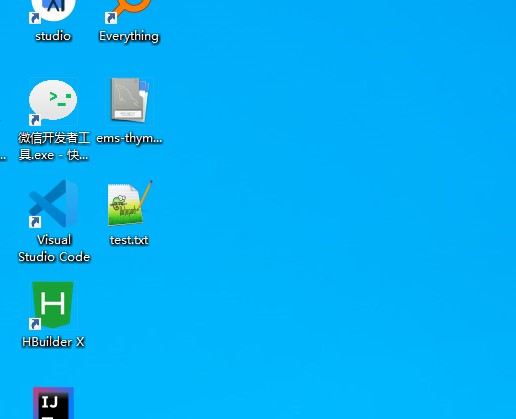 studio
Everything
>_
微信开发者工
具.exe - 快...
ems-thym...
Visual
Studio Code
test.txt
H
HBuilder X
IJ